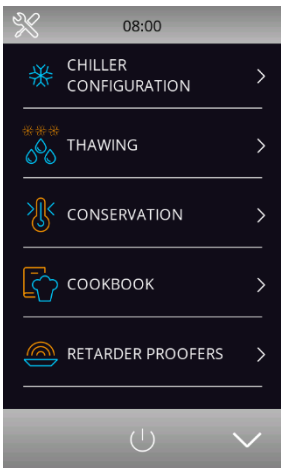 08:00
CHILLER
CONFIGURATION
THAWING
CONSERVATION
COOKBOOK
RETARDER PROOFERS